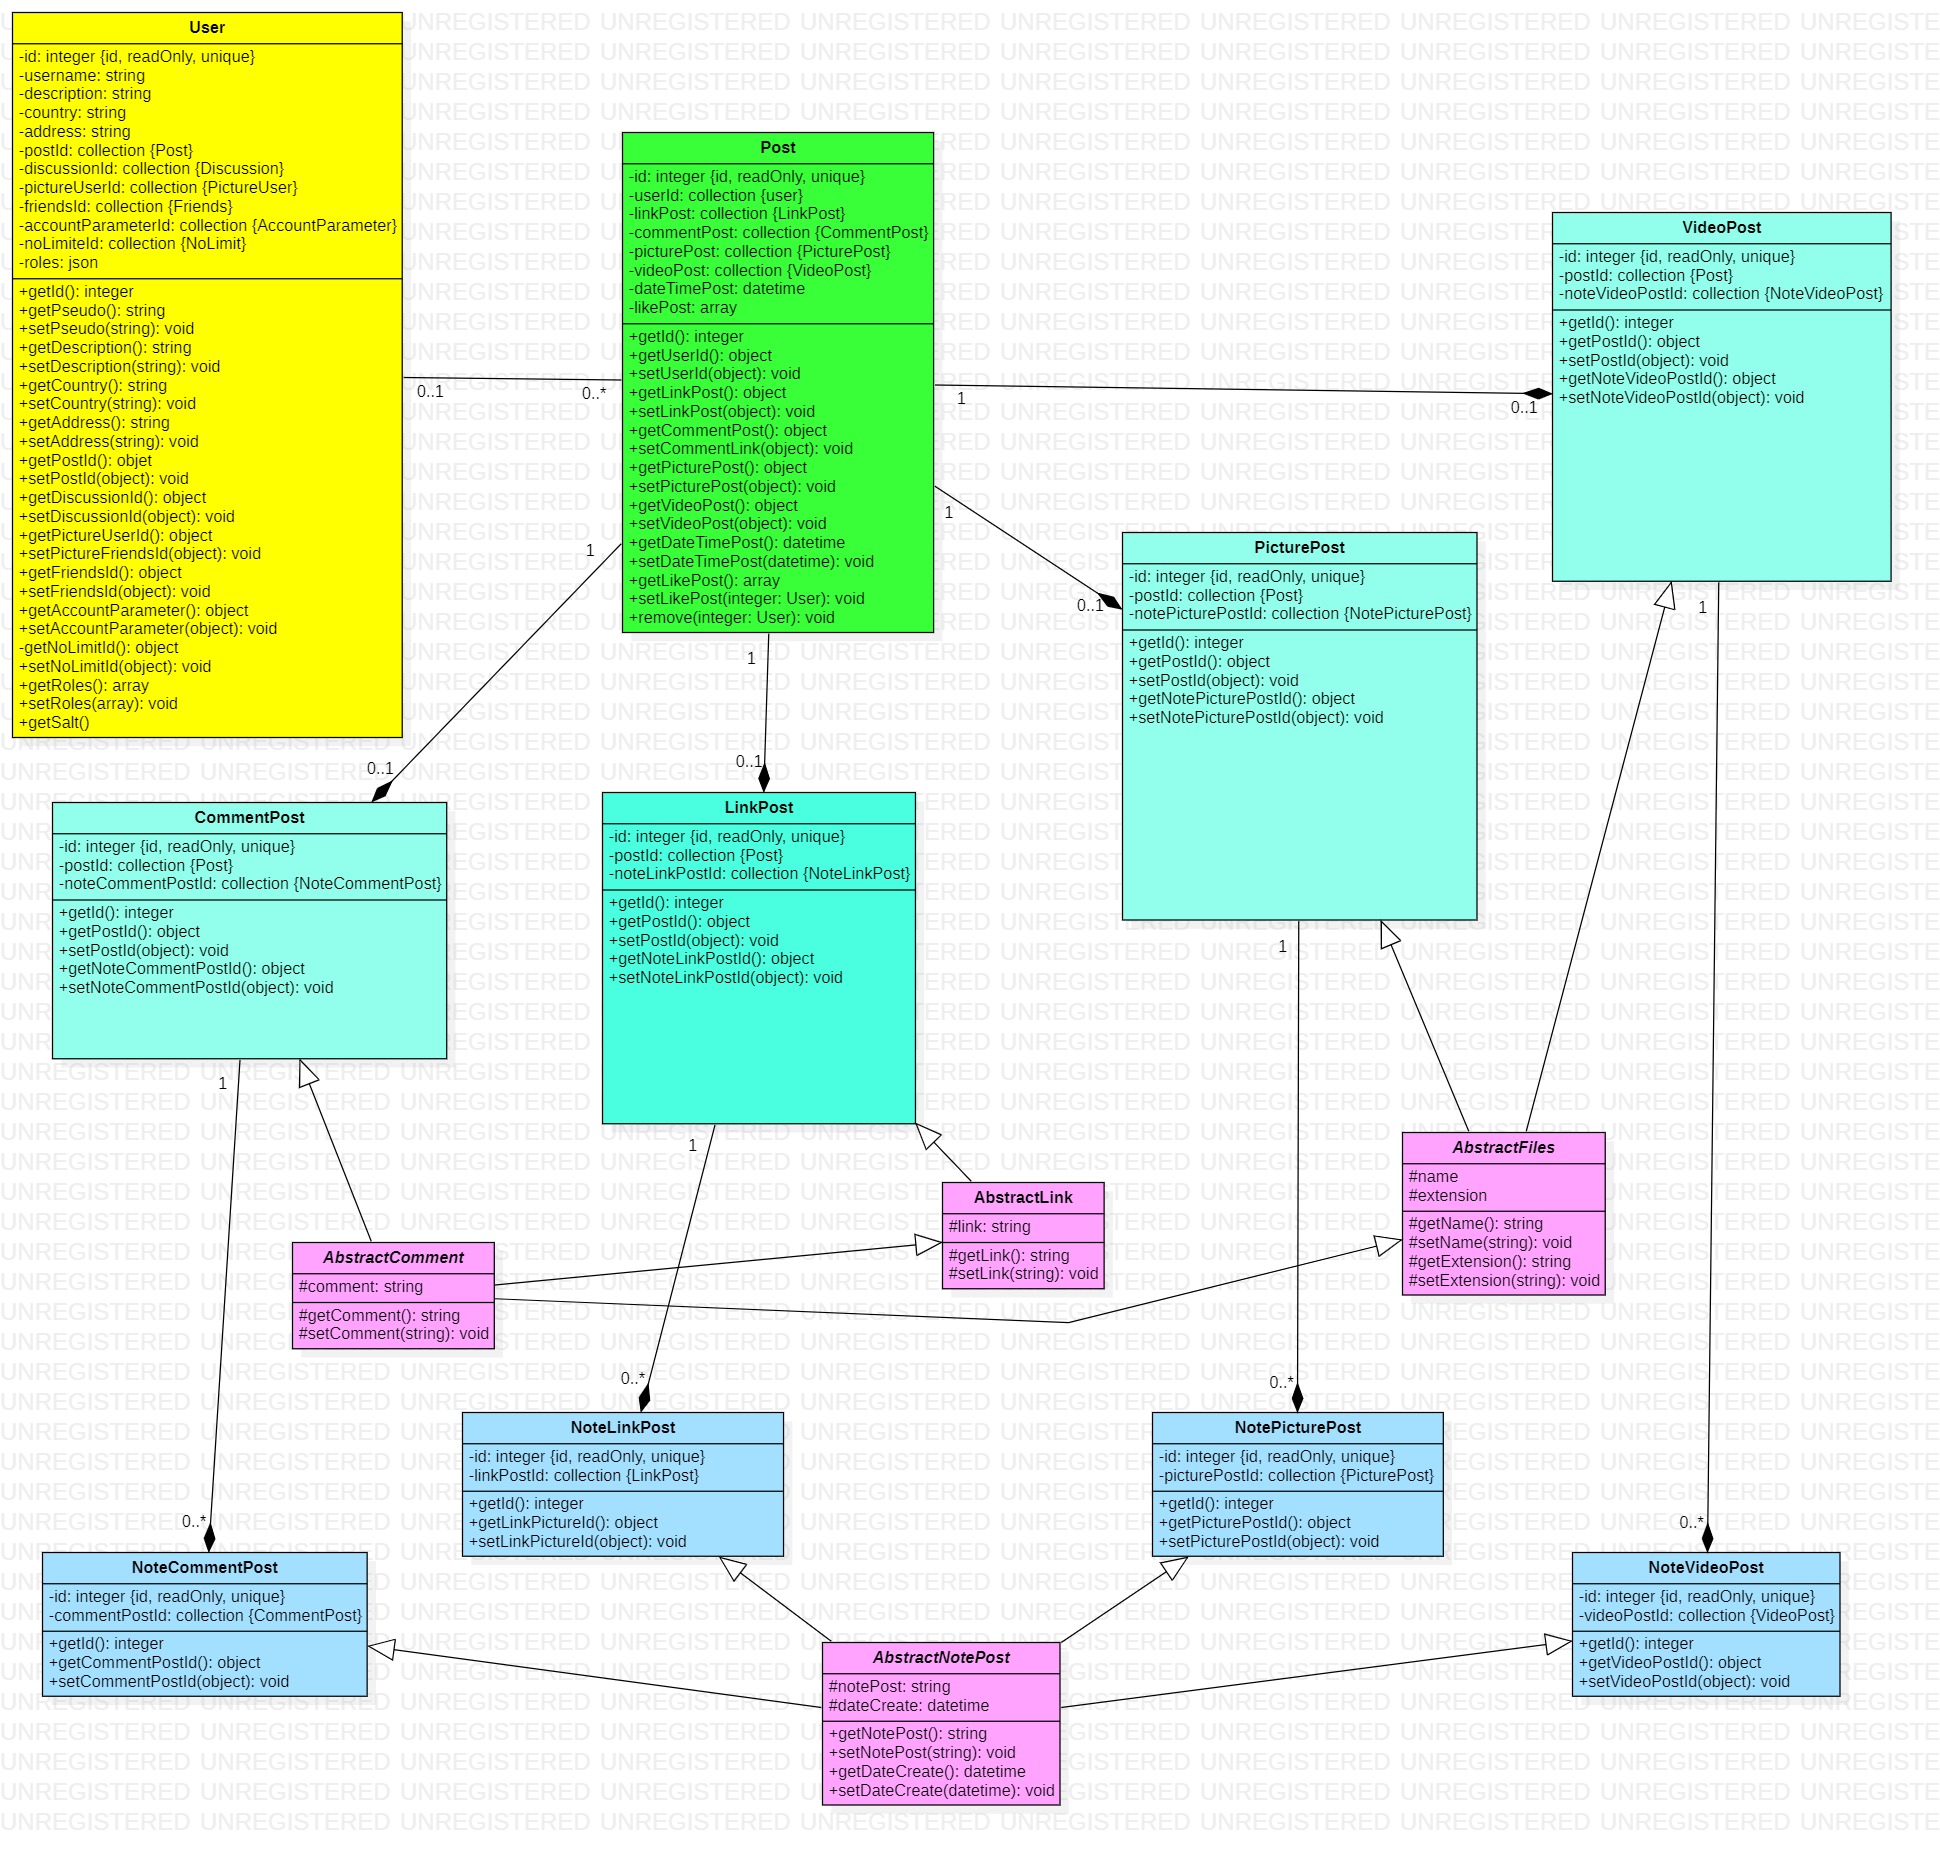 User
-id: integer {id, readOnly, unique}
-username: string
-description: string
-country: string
-address: string
-postId: collection {Post}
-discussionId: collection {Discussion}
-pictureUserId: collection {PictureUser}
-friendsId: collection {Friends}
-accountParameterId: collection {AccountParameter}
-noLimiteId: collection {NoLimit}
-roles: json
+getId(): integer
+getPseudo(): string
+setPseudo(string): void
+getDescription(): string
+setDescription(string): void
+getCountry(): string
+setCountry(string): void
+getAddress(): string
+setAddress(string): void
+getPostId(): objet
+setPostId(object): void
+getDiscussionId(): object
+setDiscussionId(object): void
+getPictureUserId(): object
+setPictureFriendsId(object): void
+getFriendsId(): object
+setFriendsId(object): void
+getAccountParameter(): object
+setAccountParameter(object): void
-getNoLimitId(): object
+setNoLimitId(object): void
+getRoles(): array
+setRoles(array): void
+getSalt()
0..1
0..*
Post
-id: integer {id, readOnly, unique}
-userId: collection {user}
-linkPost: collection {LinkPost}
-commentPost: collection {CommentPost}
-picturePost: collection {PicturePost}
-videoPost: collection {VideoPost}
-dateTimePost: datetime
-likePost: array
+getId(): integer
+getUserId(): object
+setUserId(object): void
+getLinkPost(): object
+setLinkPost(object): void
+getCommentPost(): object
+setCommentLink(object): void
+getPicturePost(): object
+setPicturePost(object): void
+getVideoPost(): object
+setVideoPost(object): void
+getDateTimePost(): datetime
+setDateTimePost(datetime): void
+getLikePost(): array
+setLikePost(integer: User): void
+remove(integer: User): void
1
0..1
1
0..1
1
0..1
1
0..1
VideoPost
-id: integer {id, readOnly, unique}
-postId: collection {Post}
-noteVideoPostId: collection {NoteVideoPost}
+getId(): integer
+getPostId(): object
+setPostId(object): void
+getNoteVideoPostId(): object
+setNoteVideoPostId(object): void
1
PicturePost
-id: integer {id, readOnly, unique}
-postId: collection {Post}
-notePicturePostId: collection {NotePicturePost}
+getId(): integer
+getPostId(): object
+setPostId(object): void
+getNotePicturePostId(): object
+setNotePicturePostId(object): void
1
CommentPost
-id: integer {id, readOnly, unique}
-postId: collection {Post}
-noteCommentPostId: collection {NoteCommentPost}
+getId(): integer
+getPostId(): object
+setPostId(object): void
+getNoteCommentPostId(): object
+setNoteCommentPostId(object): void
1
LinkPost
-id: integer {id, readOnly, unique}
-postId: collection {Post}
-noteLinkPostId: collection {NoteLinkPost}
+getId(): integer
+getPostId(): object
+setPostId(object): void
+getNoteLinkPostId(): object
+setNoteLinkPostId(object): void
1
AbstractFiles
#name
#extension
#getName(): string
#setName(string): void
#getExtension(): string
#setExtension(string): void
AbstractLink
#link: string
#getLink(): string
#setLink(string): void
AbstractComment
#comment: string
#getComment(): string
#setComment(string): void
0..*
NoteLinkPost
-id: integer {id, readOnly, unique}
-linkPostId: collection {LinkPost}
+getId(): integer
+getLinkPictureId(): object
+setLinkPictureId(object): void
0..*
NotePicturePost
-id: integer {id, readOnly, unique}
-picturePostId: collection {PicturePost}
+getId(): integer
+getPicturePostId(): object
+setPicturePostId(object): void
0..*
NoteCommentPost
-id: integer {id, readOnly, unique}
-commentPostId: collection {CommentPost}
+getId(): integer
+getCommentPostId(): object
+setCommentPostId(object): void
0..*
NoteVideoPost
-id: integer {id, readOnly, unique}
-videoPostId: collection {VideoPost}
+getId(): integer
+getVideoPostId(): object
+setVideoPostId(object): void
AbstractNotePost
#notePost: string
#dateCreate: datetime
+getNotePost(): string
+setNotePost(string): void
+getDateCreate(): datetime
+setDateCreate(datetime): void
UNREGISTERED